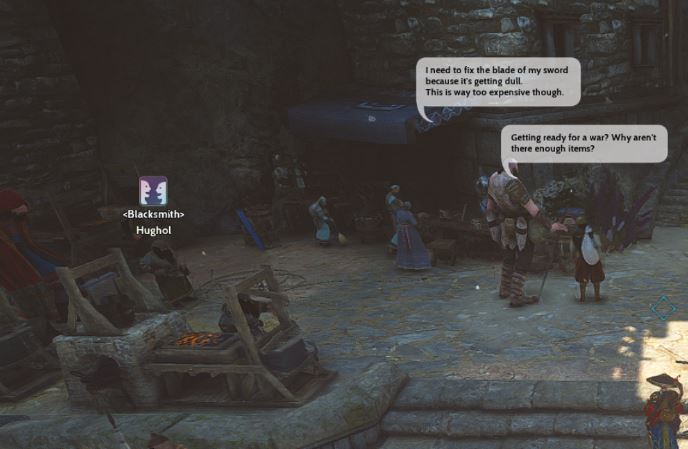 I need to fix the blade of my sword
because it's getting dull.
This is way too expensive though.
Getting ready for a war? Why aren't
there enough items?
<Blacksmith>
Hughol